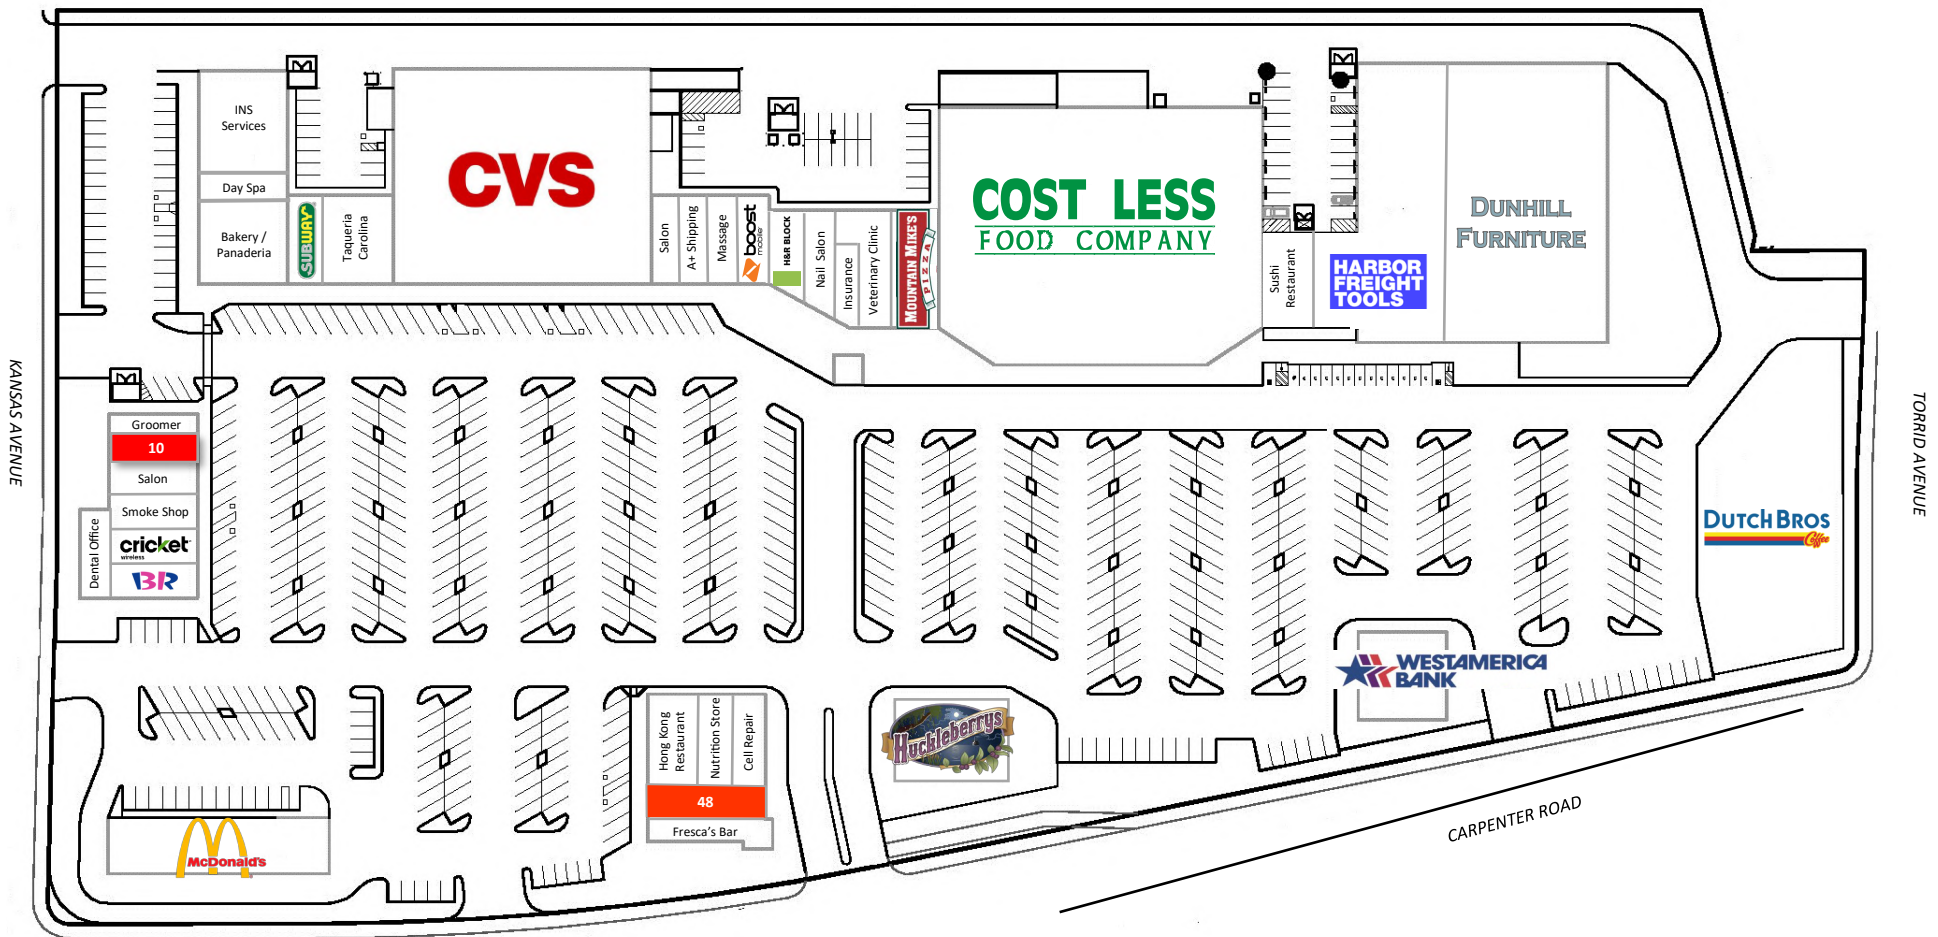 INS
Services
Day Spa
Bakery /
Panaderia
SUBWAY
Taqueria
Carolina
CVS
Salon
A+ Shipping
Massage
boost
mobile
H&R BLOCK
Nail Salon
Insurance
Veterinary Clinic
MOUNTAIN MIKE'S
PIZZA
COST LESS
FOOD COMPANY
Sushi
Restaurant
HARBOR
FREIGHT
TOOLS
DUNHILL
FURNITURE
KANSAS AVENUE
TORRID AVENUE
Groomer
10
Salon
Smoke Shop
Dental Office
cricket
wireless
BR
DUTCH BROS
Coffee
WESTAMERICA
BANK
Hong Kong
Restaurant
Nutrition Store
Cell Repair
48
Fresca's Bar
Huckleberrys
McDonald's
CARPENTER ROAD